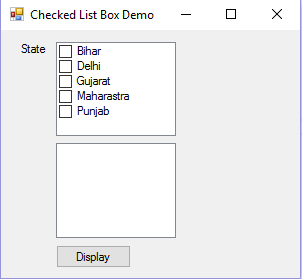 Checked List Box Demo
State
Bihar
Delhi
Gujarat
Maharastra
Punjab
Display